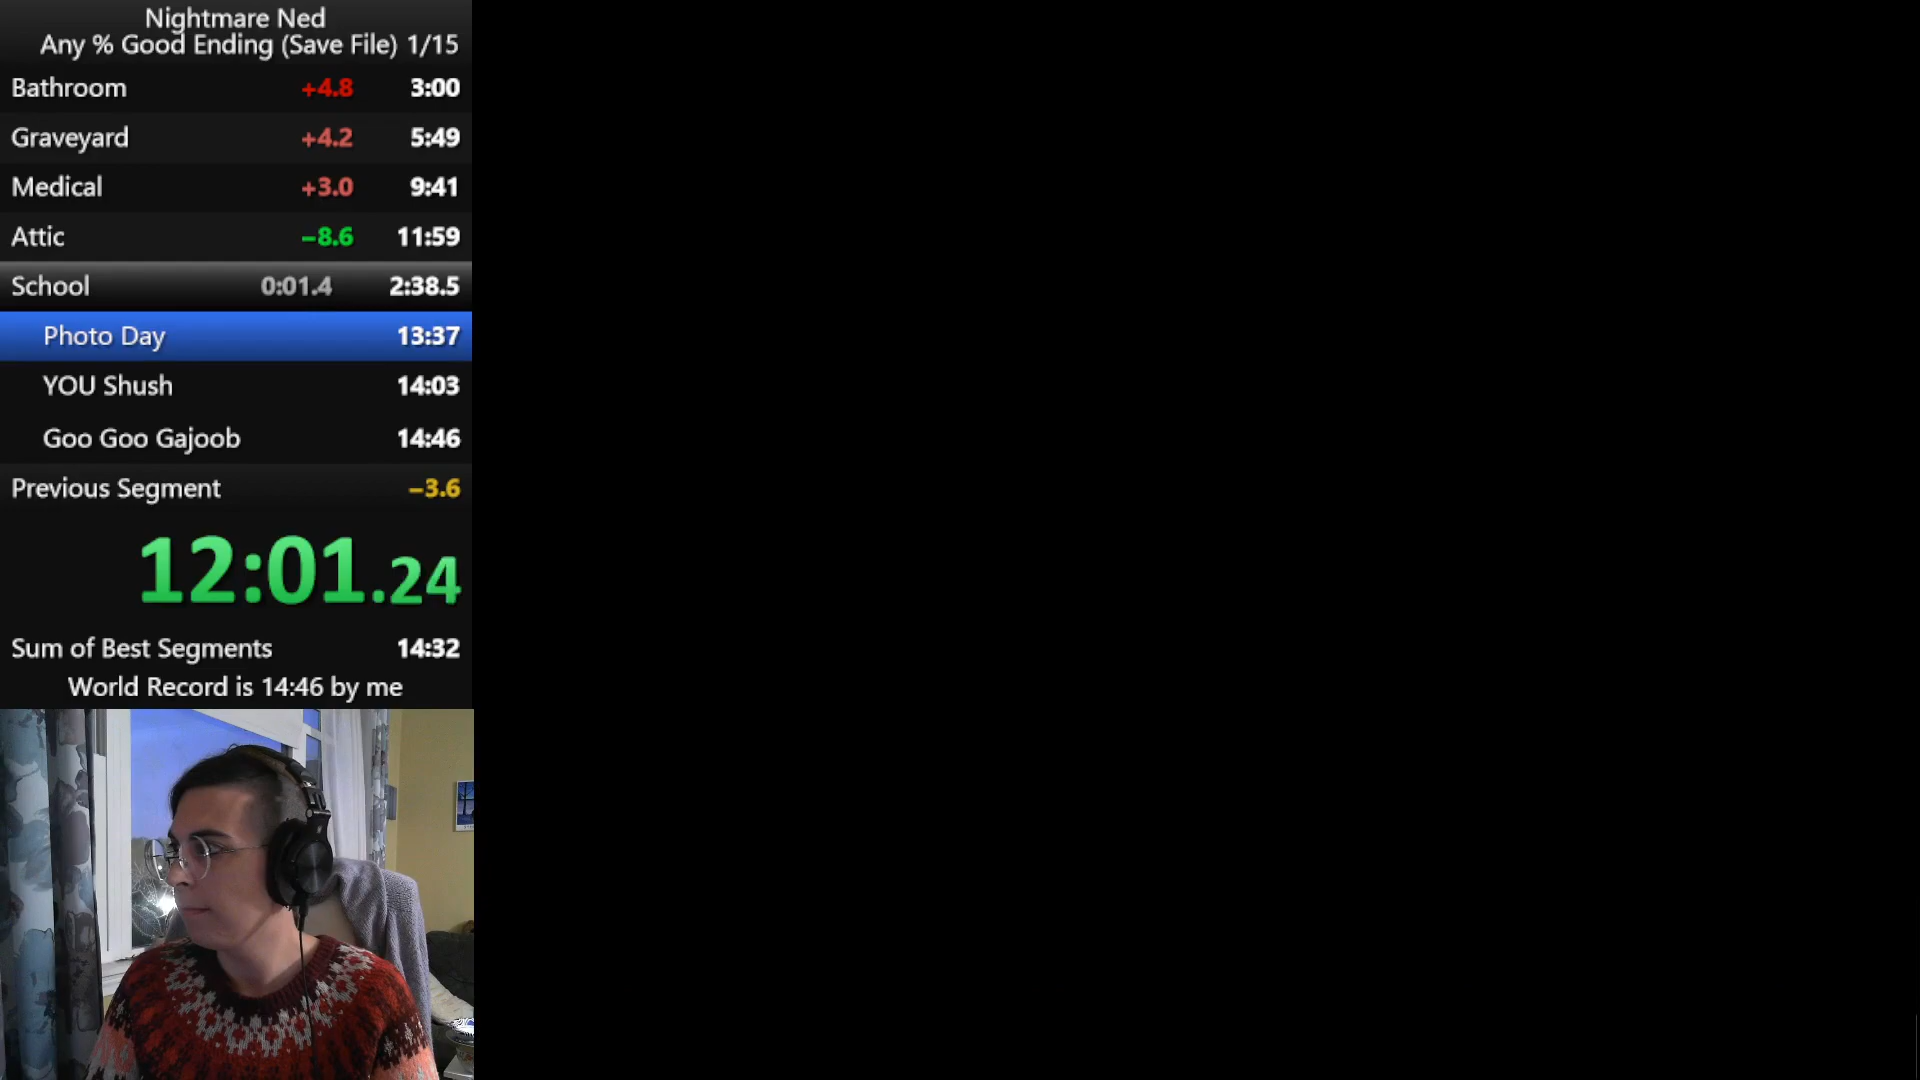 Nightmare Ned
Any % Good Ending (Save File) 1/15
Bathroom +4.8 3:00
Graveyard +4.2 5:49
Medical +3.0 9:41
Attic −8.6 11:59
School 0:01.4 2:38.5
Photo Day 13:37
YOU Shush 14:03
Goo Goo Gajoob 14:46
Previous Segment −3.6
12:01.24
Sum of Best Segments 14:32
World Record is 14:46 by me